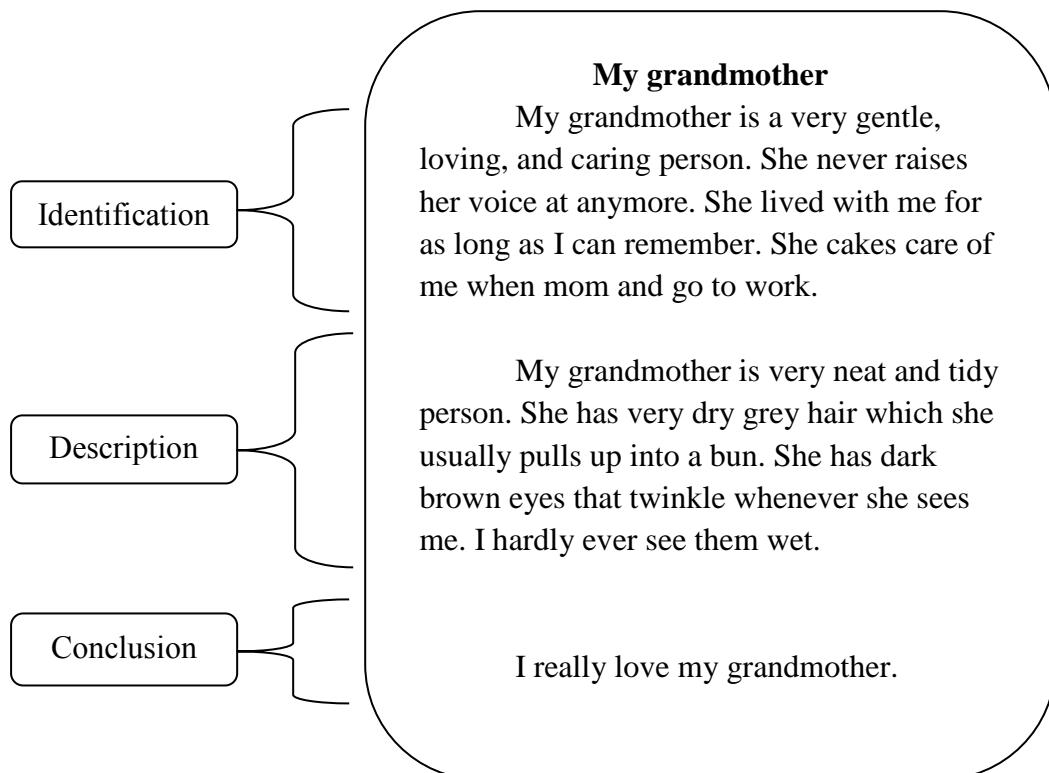 My grandmother
My grandmother is a very gentle,
loving, and caring person. She never raises
her voice at anymore. She lived with me for
as long as I can remember. She cakes care of
me when mom and go to work.
My grandmother is very neat and tidy
person. She has very dry grey hair which she
usually pulls up into a bun. She has dark
brown eyes that twinkle whenever she sees
me. I hardly ever see them wet.
I really love my grandmother.
Identification
Description
Conclusion